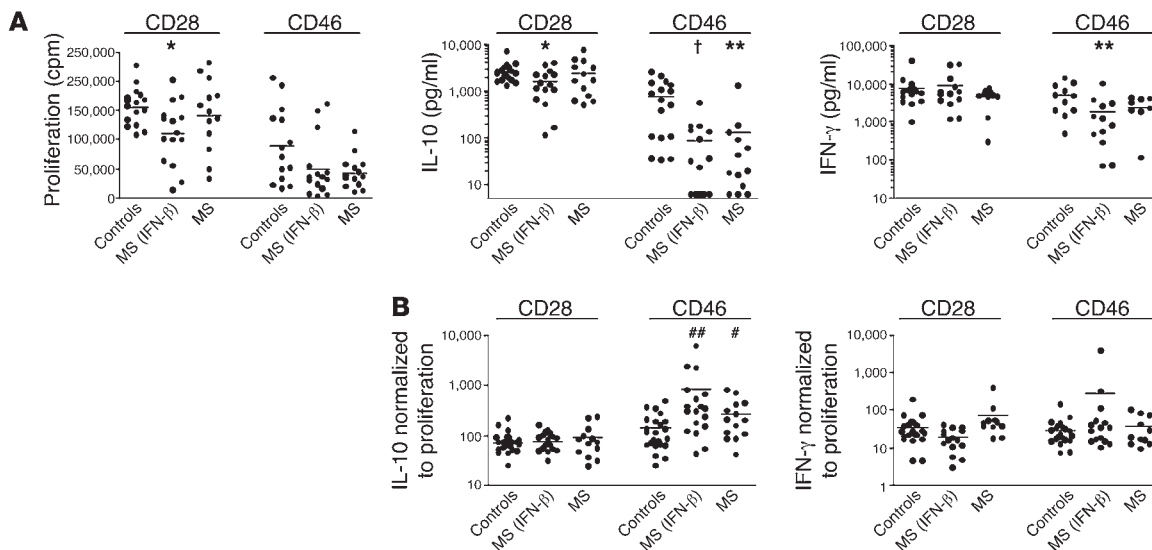 A
CD28
CD46
Proliferation (cpm)
250,000
250,000
150,000
100,000
50,000
0
*
Controls
MS (IFN-β)
MS
Controls
MS (IFN-β)
MS
CD28
CD46
IL-10 (pg/ml)
10,000
1,000
100
10
*
†
**
Controls
MS (IFN-β)
MS
Controls
MS (IFN-β)
MS
CD28
CD46
IFN-γ (pg/ml)
100,000
10,000
1,000
100
10
**
Controls
MS (IFN-β)
MS
Controls
MS (IFN-β)
MS
B
CD28
CD46
IL-10 normalized
to proliferation
10,000
1,000
100
10
##
#
Controls
MS (IFN-β)
MS
Controls
MS (IFN-β)
MS
CD28
CD46
IFN-γ normalized
to proliferation
10,000
1,000
100
10
1
Controls
MS (IFN-β)
MS
Controls
MS (IFN-β)
MS